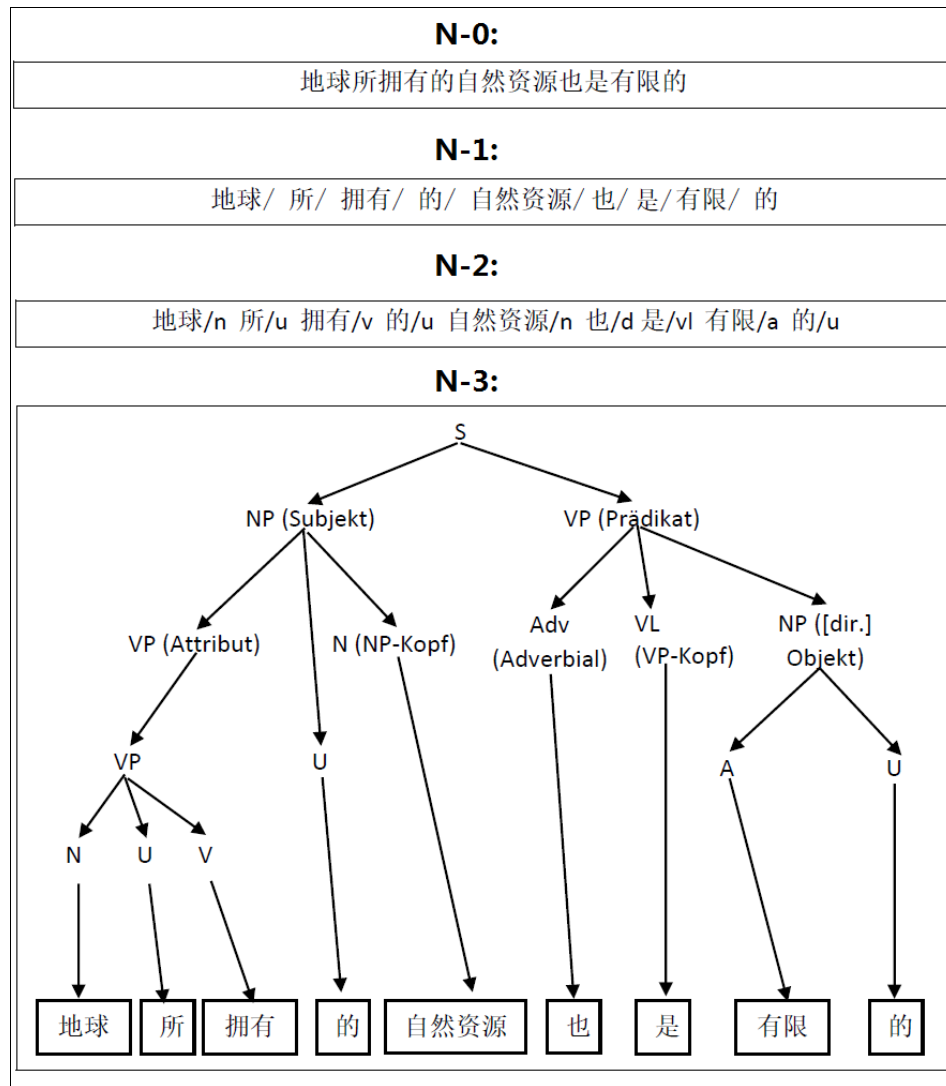 N-0:
地球所拥有的自然资源也是有限的
N-1:
地球/ 所/ 拥有/ 的/ 自然资源/ 也/ 是/有限/ 的
N-2:
地球/n 所/u 拥有/v 的/u 自然资源/n 也/d 是/vl 有限/a 的/u
N-3:
S
NP (Subjekt) VP (Prädikat)
VP (Attribut) N (NP-Kopf) Adv (Adverbial) VL (VP-Kopf) NP ([dir.] Objekt)
VP U A U
N U V
地球 所 拥有 的 自然资源 也 是 有限 的